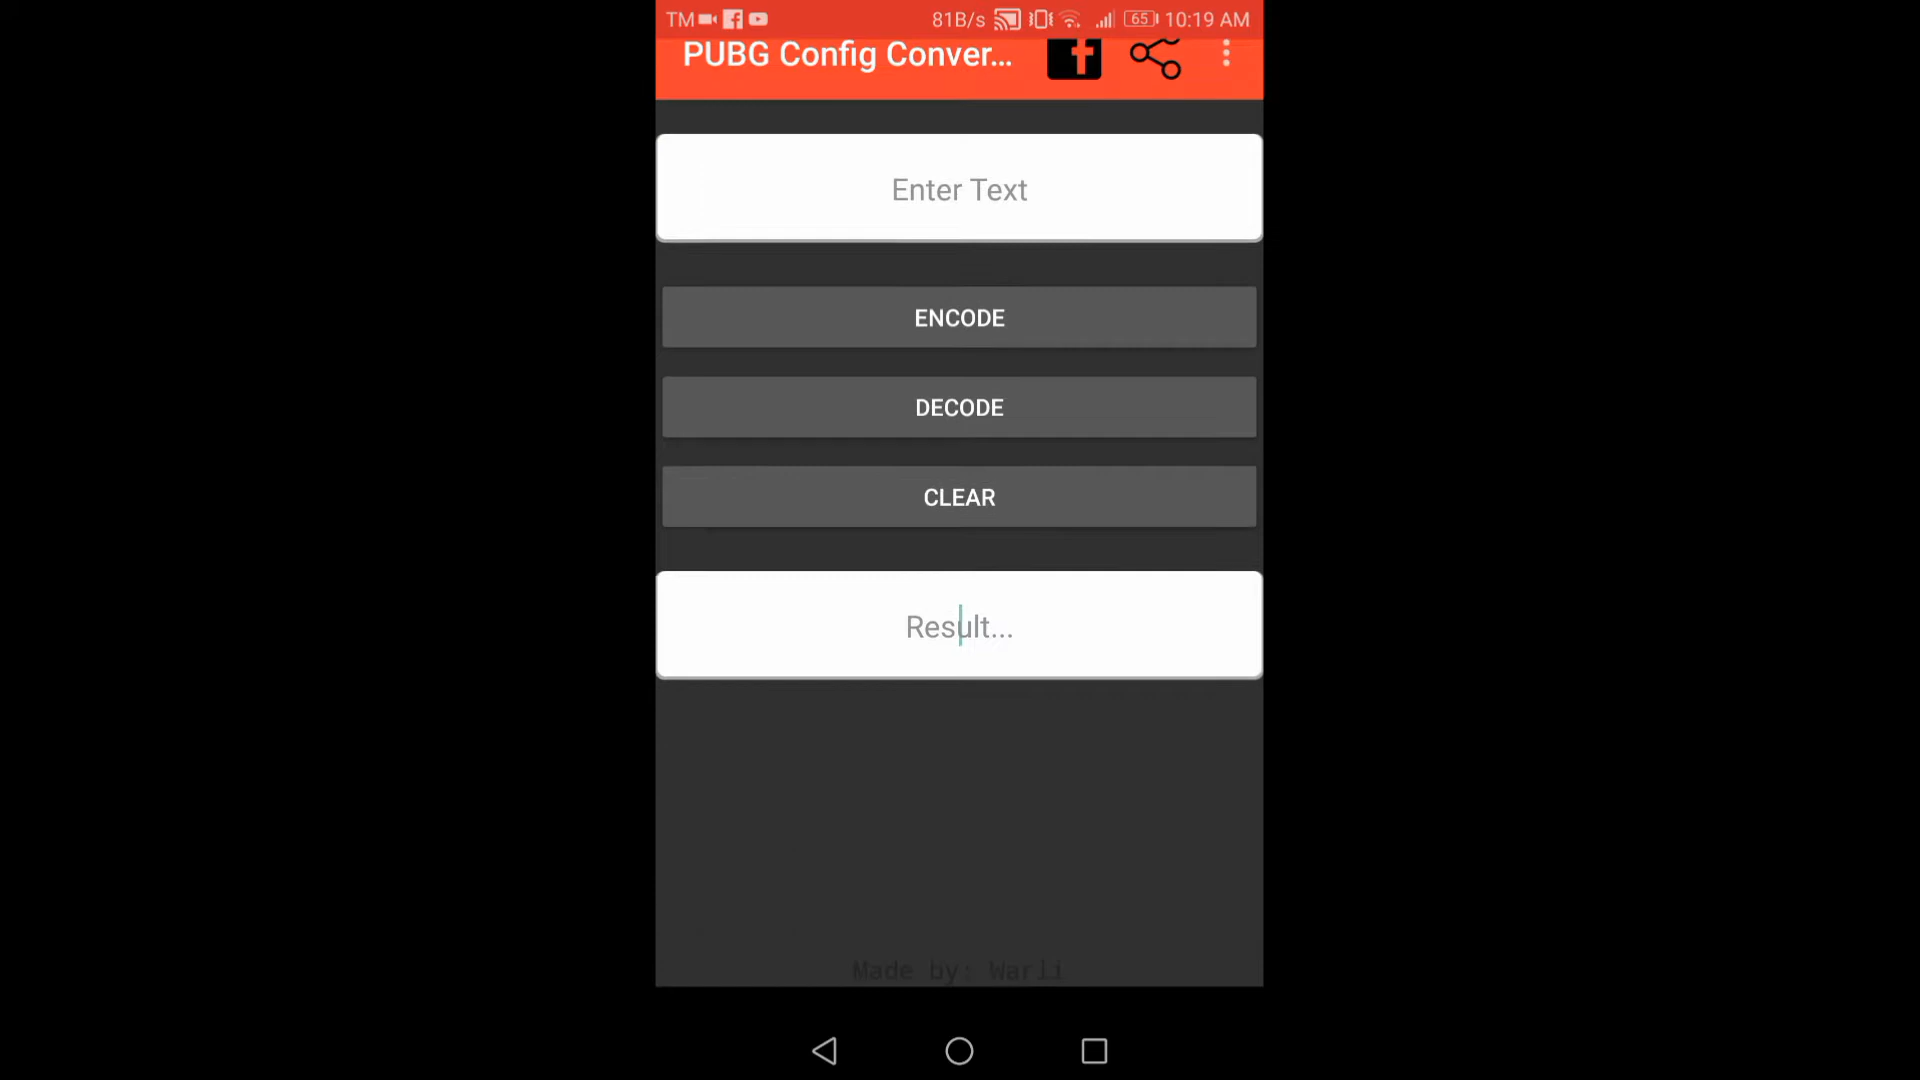 TM 81B/s 65 10:19 AM
PUBG Config Conver...
Enter Text
ENCODE
DECODE
CLEAR
Result...
Made by: Warli